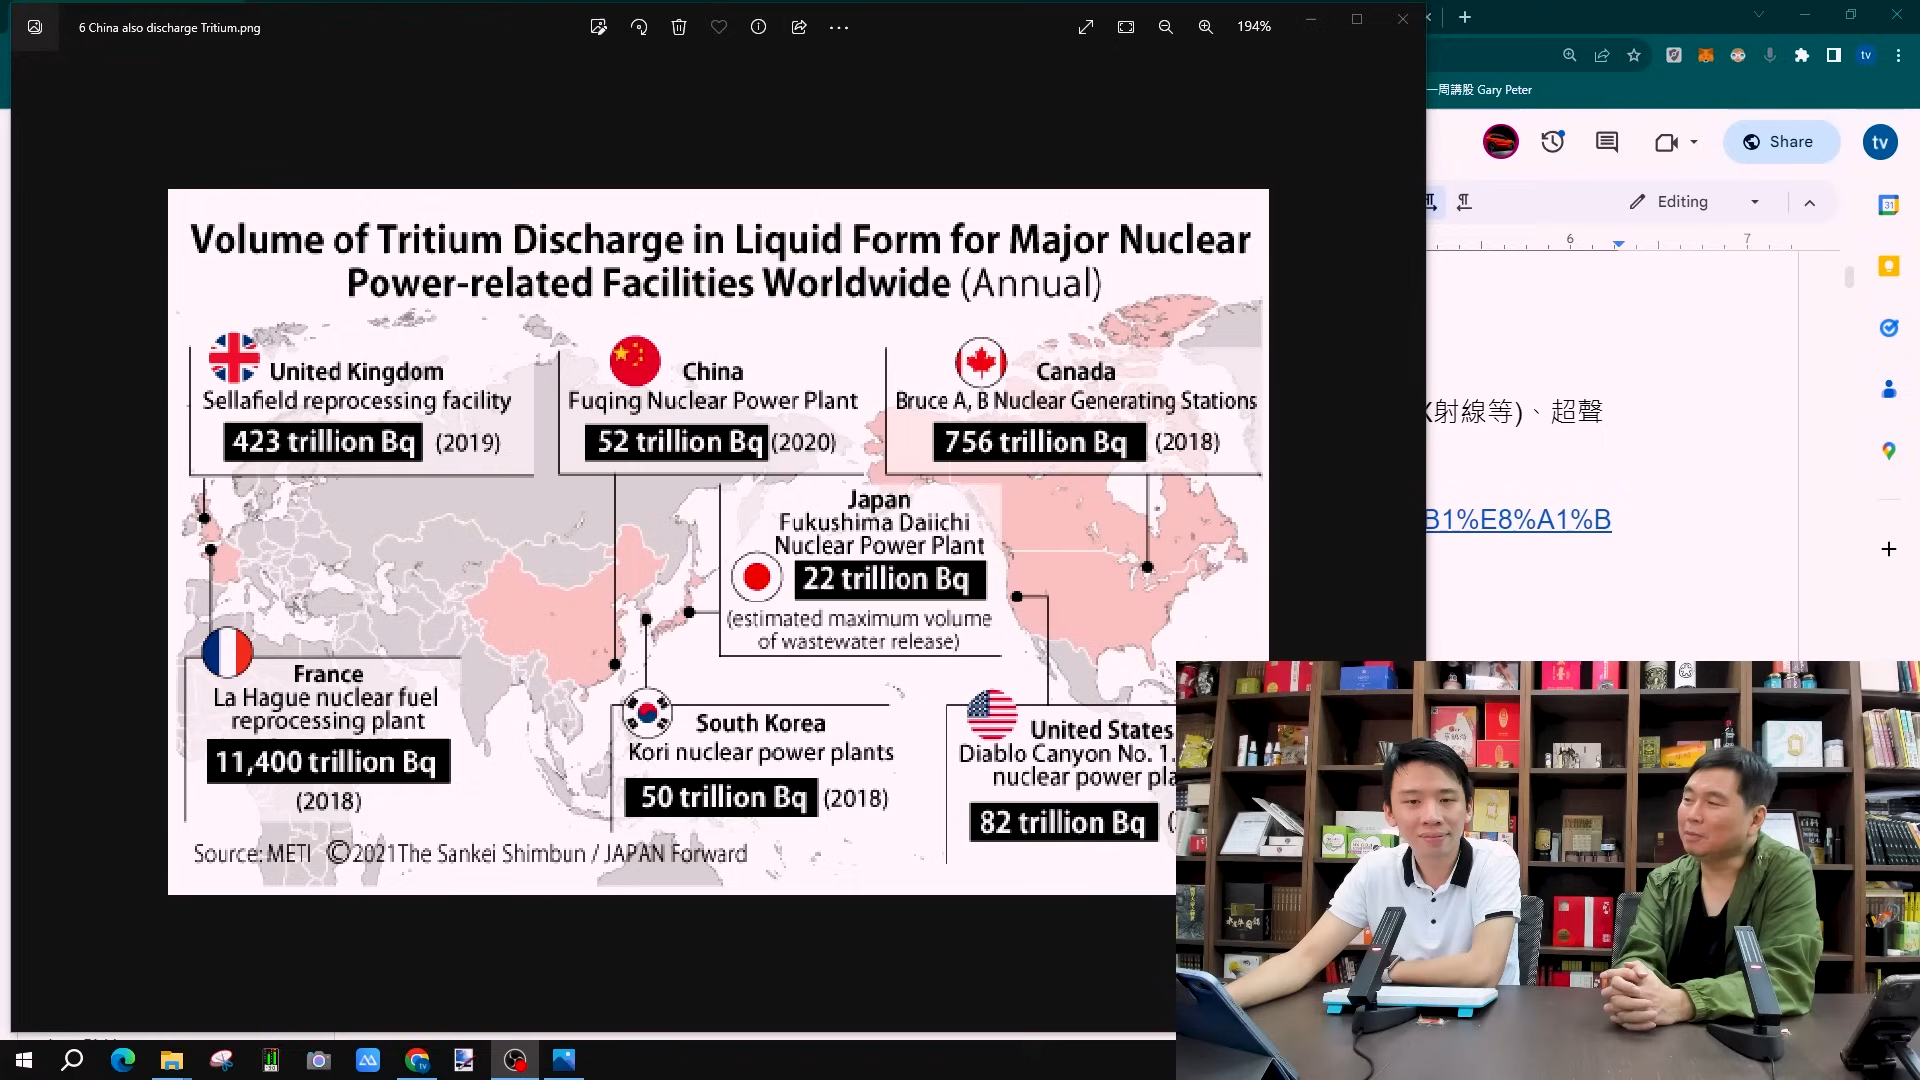 6 China also discharge Tritium.png
194%
tv
一周講股 Gary Peter
Share
tv
Editing
6
7
31
射線等)、超聲
B1%E8%A1%B
Volume of Tritium Discharge in Liquid Form for Major Nuclear
Power-related Facilities Worldwide (Annual)
United Kingdom
Sellafield reprocessing facility
423 trillion Bq (2019)
China
Fuqing Nuclear Power Plant
52 trillion Bq (2020)
Canada
Bruce A, B Nuclear Generating Stations
756 trillion Bq (2018)
Japan
Fukushima Daiichi
Nuclear Power Plant
22 trillion Bq
(estimated maximum volume
of wastewater release)
France
La Hague nuclear fuel
reprocessing plant
11,400 trillion Bq
(2018)
South Korea
Kori nuclear power plants
50 trillion Bq (2018)
United States
Diablo Canyon No. 1.
nuclear power pla
82 trillion Bq
Source: METI ©2021The Sankei Shimbun / JAPAN Forward